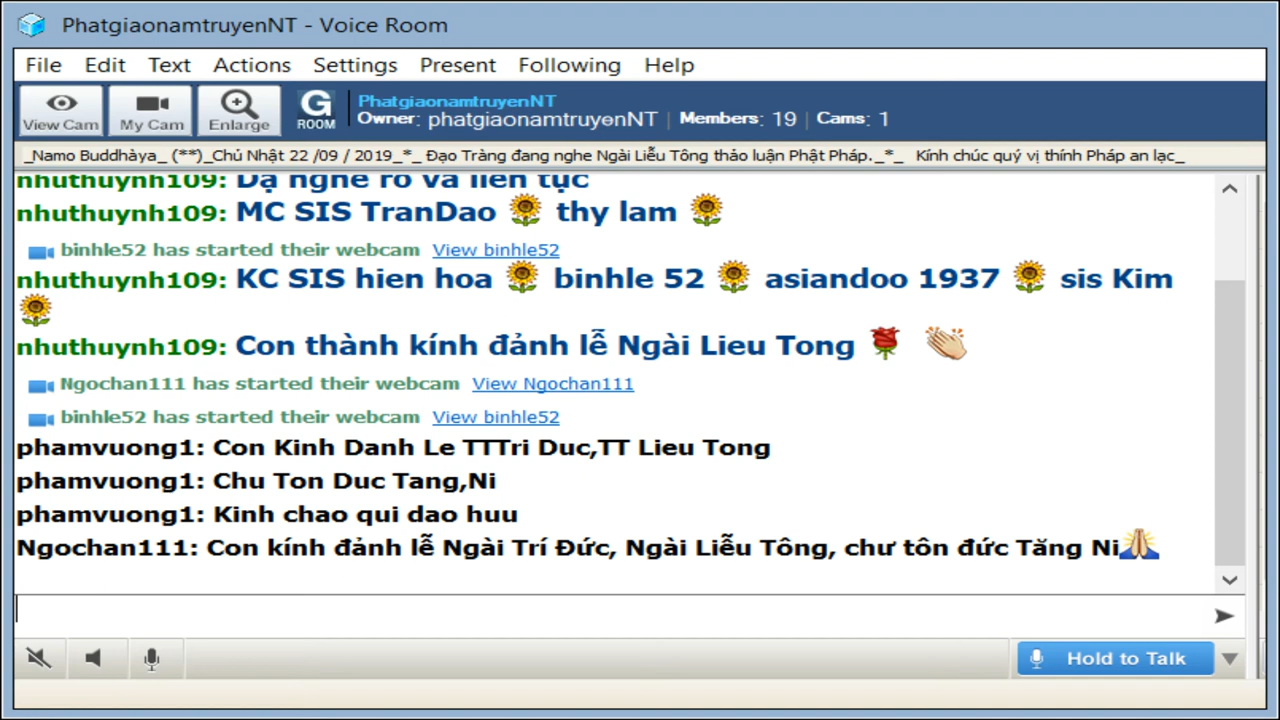 PhatgiaonamtruyenNT - Voice Room
File Edit Text Actions Settings Present Following Help
View Cam My Cam Enlarge G ROOM
PhatgiaonamtruyenNT
Owner: phatgiaonamtruyenNT | Members: 19 | Cams: 1
_Namo Buddhàya_ (**)_Chủ Nhật 22 /09 / 2019_*_ Đạo Tràng đang nghe Ngài Liễu Tông thảo luận Phật Pháp._*_ Kính chúc quý vị thính Pháp an lạc_
nhuthuynh109: Dạ nghe rõ và liên tục
nhuthuynh109: MC SIS TranDao 🌻 thy lam 🌻
binhle52 has started their webcam View binhle52
nhuthuynh109: KC SIS hien hoa 🌻 binhle 52 🌻 asiandoo 1937 🌻 sis Kim
🌻
nhuthuynh109: Con thành kính đảnh lễ Ngài Lieu Tong 🌹 👏
Ngochan111 has started their webcam View Ngochan111
binhle52 has started their webcam View binhle52
phamvuong1: Con Kinh Danh Le TTTri Duc,TT Lieu Tong
phamvuong1: Chu Ton Duc Tang,Ni
phamvuong1: Kinh chao qui dao huu
Ngochan111: Con kính đảnh lễ Ngài Trí Đức, Ngài Liễu Tông, chư tôn đức Tăng Ni🙏
Hold to Talk